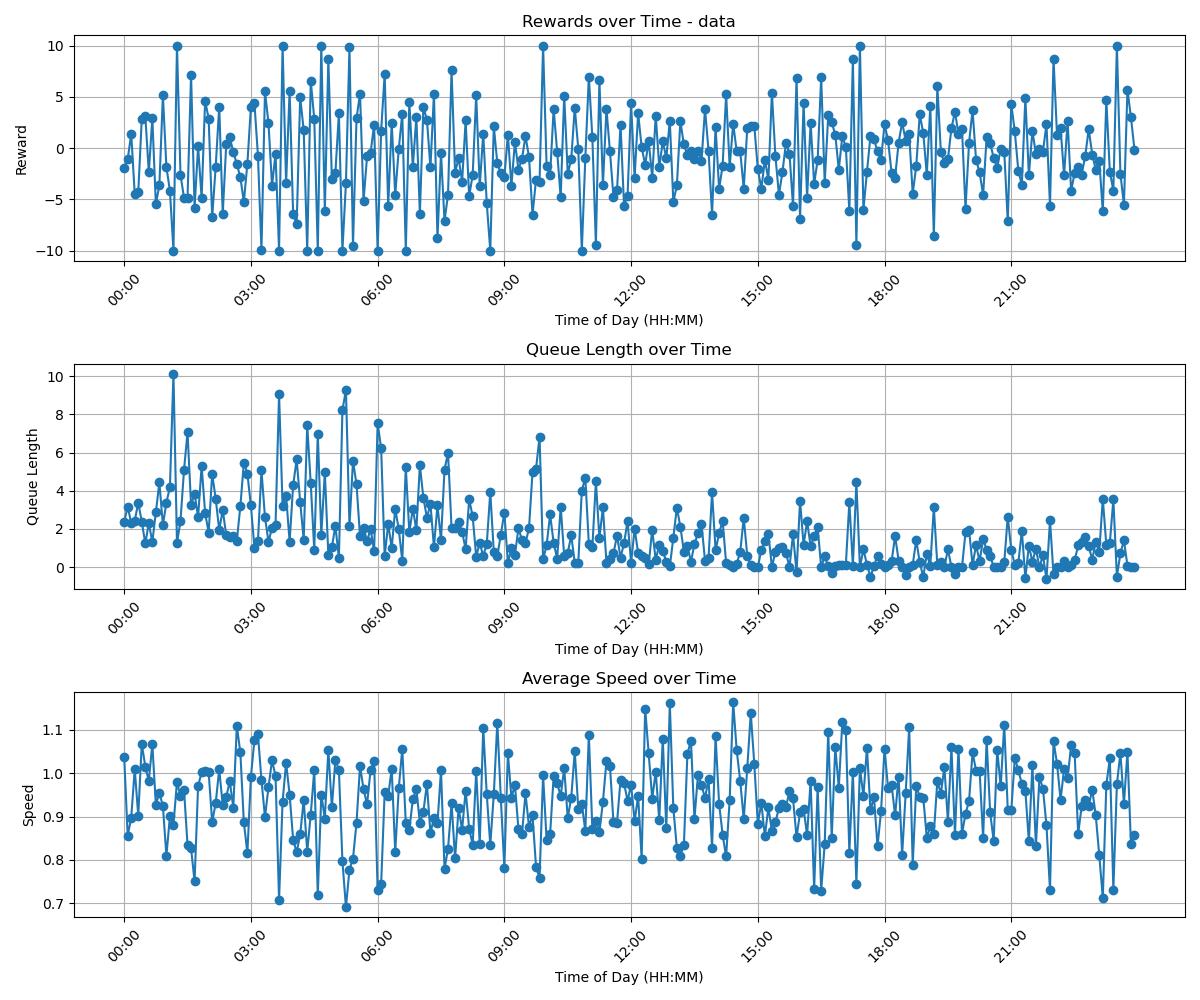 Rewards over Time - data
Reward
10
5
0
−5
−10
00:00 03:00 06:00 09:00 12:00 15:00 18:00 21:00
Time of Day (HH:MM)
Queue Length over Time
Queue Length
10
8
6
4
2
0
00:00 03:00 06:00 09:00 12:00 15:00 18:00 21:00
Time of Day (HH:MM)
Average Speed over Time
Speed
1.1
1.0
0.9
0.8
0.7
00:00 03:00 06:00 09:00 12:00 15:00 18:00 21:00
Time of Day (HH:MM)